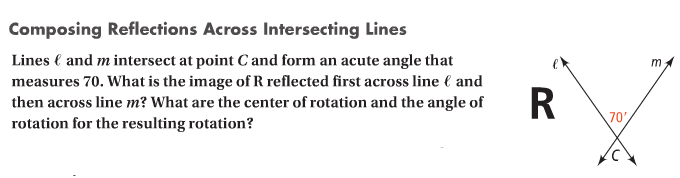 Composing Reflections Across Intersecting Lines
Lines ℓ and m intersect at point C and form an acute angle that
measures 70. What is the image of R reflected first across line ℓ and
then across line m? What are the center of rotation and the angle of
rotation for the resulting rotation?
ℓ
m
R
70′
C